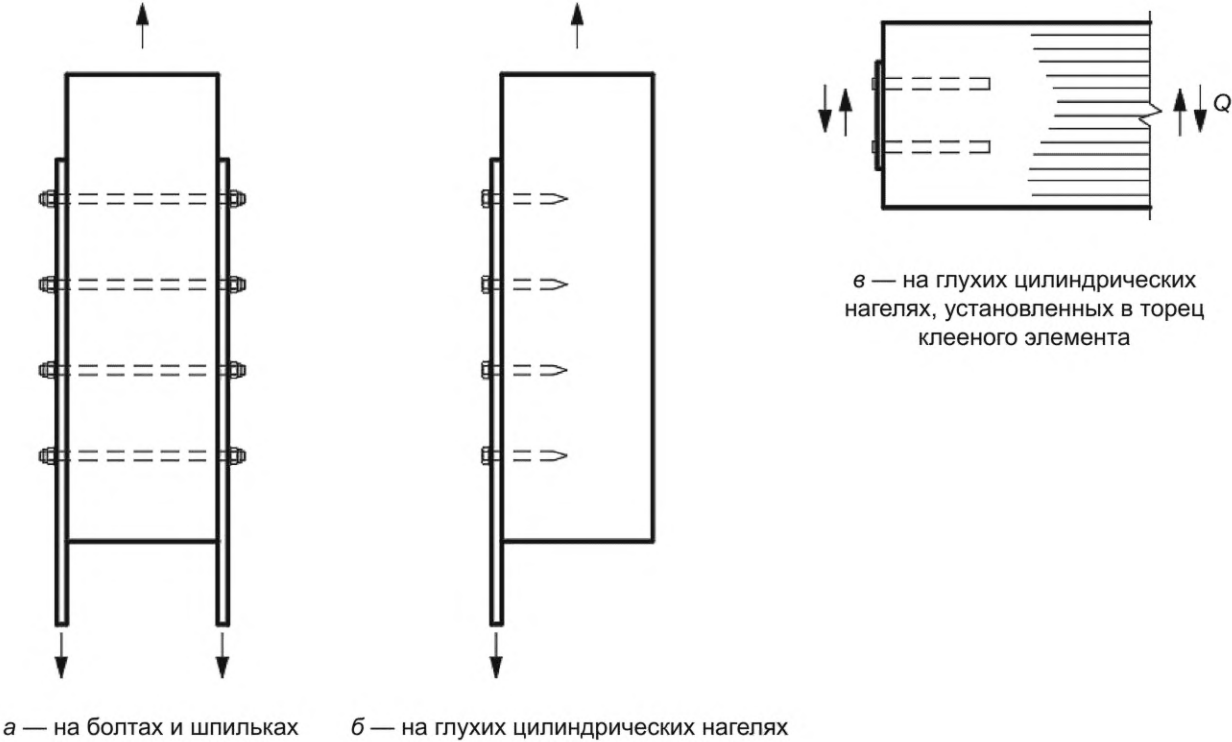 Q
в — на глухих цилиндрических
нагелях, установленных в торец
клееного элемента
а — на болтах и шпильках
б — на глухих цилиндрических нагелях